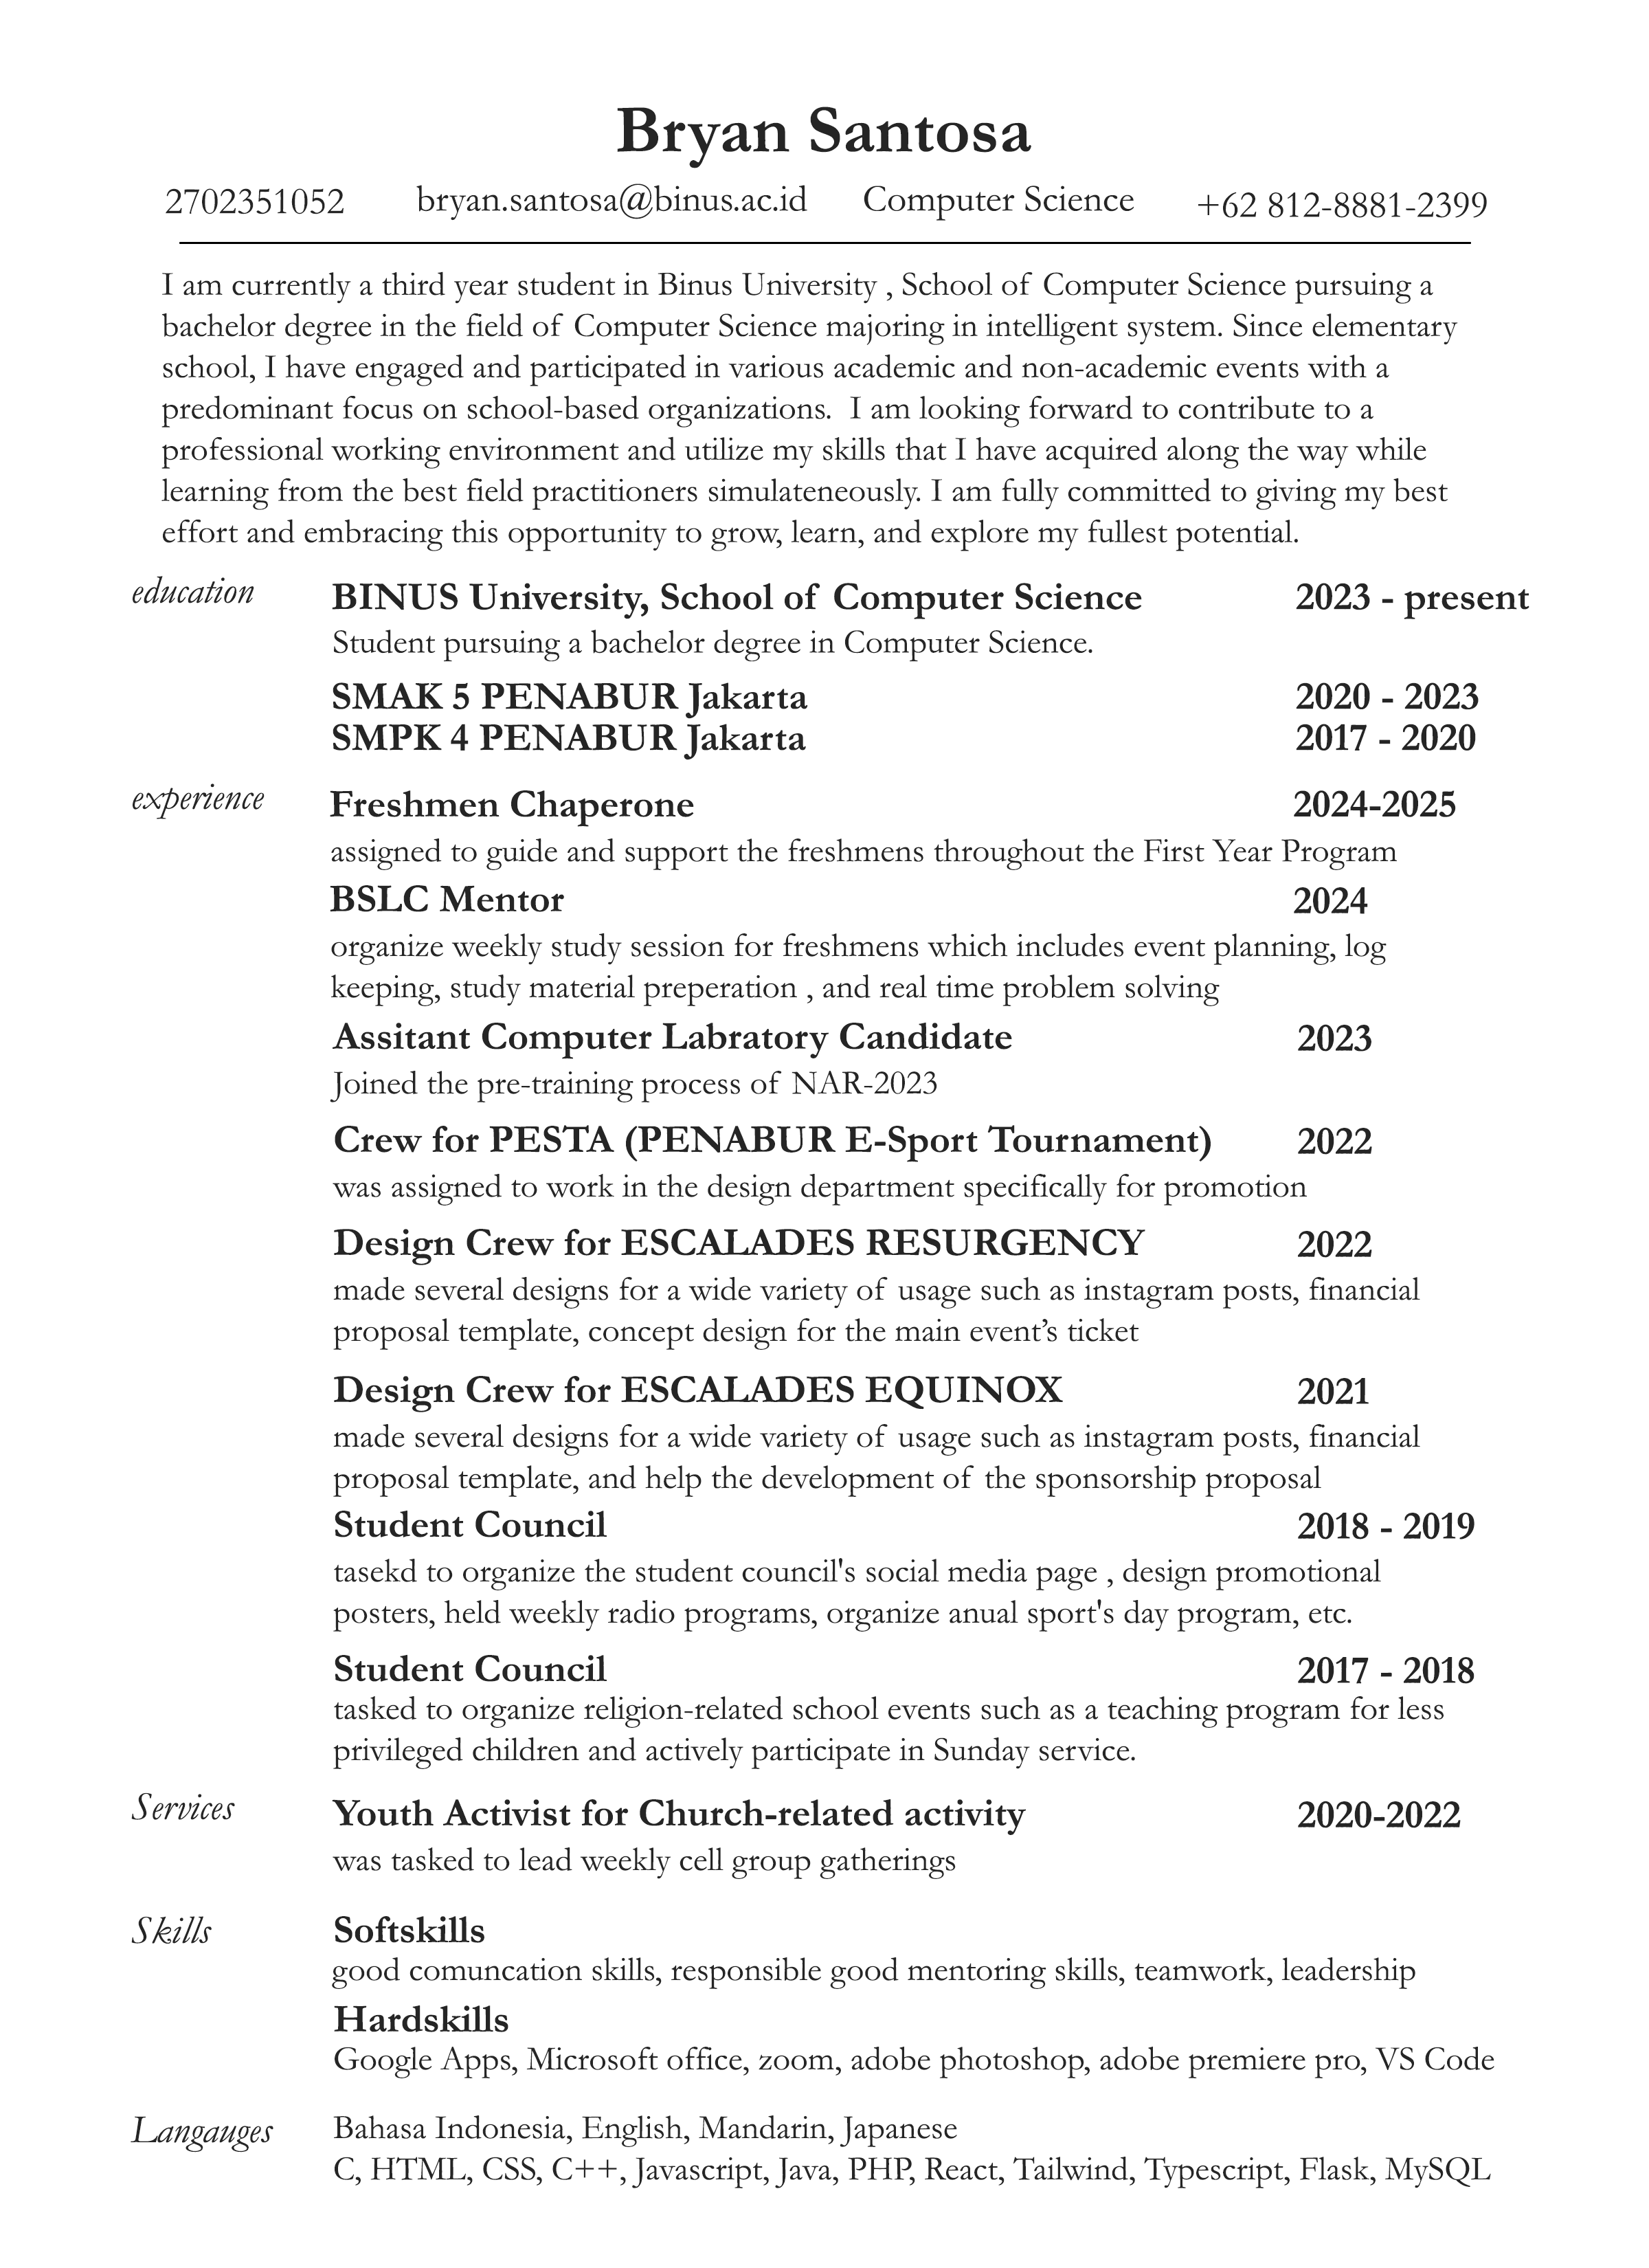 Bryan Santosa
2702351052 bryan.santosa@binus.ac.id Computer Science +62 812-8881-2399
I am currently a third year student in Binus University , School of Computer Science pursuing a
bachelor degree in the field of Computer Science majoring in intelligent system. Since elementary
school, I have engaged and participated in various academic and non-academic events with a
predominant focus on school-based organizations. I am looking forward to contribute to a
professional working environment and utilize my skills that I have acquired along the way while
learning from the best field practitioners simulateneously. I am fully committed to giving my best
effort and embracing this opportunity to grow, learn, and explore my fullest potential.
education BINUS University, School of Computer Science 2023 - present
Student pursuing a bachelor degree in Computer Science.
SMAK 5 PENABUR Jakarta 2020 - 2023
SMPK 4 PENABUR Jakarta 2017 - 2020
experience Freshmen Chaperone 2024-2025
assigned to guide and support the freshmens throughout the First Year Program
BSLC Mentor 2024
organize weekly study session for freshmens which includes event planning, log
keeping, study material preperation , and real time problem solving
Assitant Computer Labratory Candidate 2023
Joined the pre-training process of NAR-2023
Crew for PESTA (PENABUR E-Sport Tournament) 2022
was assigned to work in the design department specifically for promotion
Design Crew for ESCALADES RESURGENCY 2022
made several designs for a wide variety of usage such as instagram posts, financial
proposal template, concept design for the main event’s ticket
Design Crew for ESCALADES EQUINOX 2021
made several designs for a wide variety of usage such as instagram posts, financial
proposal template, and help the development of the sponsorship proposal
Student Council 2018 - 2019
tasekd to organize the student council's social media page , design promotional
posters, held weekly radio programs, organize anual sport's day program, etc.
Student Council 2017 - 2018
tasked to organize religion-related school events such as a teaching program for less
privileged children and actively participate in Sunday service.
Services Youth Activist for Church-related activity 2020-2022
was tasked to lead weekly cell group gatherings
Skills Softskills
good comuncation skills, responsible good mentoring skills, teamwork, leadership
Hardskills
Google Apps, Microsoft office, zoom, adobe photoshop, adobe premiere pro, VS Code
Langauges Bahasa Indonesia, English, Mandarin, Japanese
C, HTML, CSS, C++, Javascript, Java, PHP, React, Tailwind, Typescript, Flask, MySQL